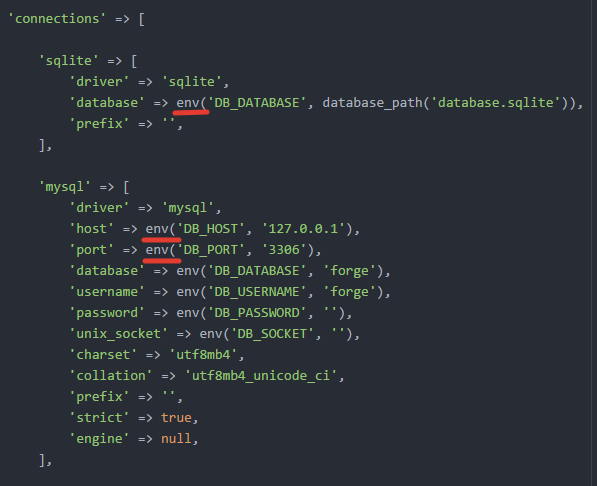 'connections' => [
'sqlite' => [
'driver' => 'sqlite',
'database' => env('DB_DATABASE', database_path('database.sqlite')),
'prefix' => '',
],
'mysql' => [
'driver' => 'mysql',
'host' => env('DB_HOST', '127.0.0.1'),
'port' => env('DB_PORT', '3306'),
'database' => env('DB_DATABASE', 'forge'),
'username' => env('DB_USERNAME', 'forge'),
'password' => env('DB_PASSWORD', ''),
'unix_socket' => env('DB_SOCKET', ''),
'charset' => 'utf8mb4',
'collation' => 'utf8mb4_unicode_ci',
'prefix' => '',
'strict' => true,
'engine' => null,
],